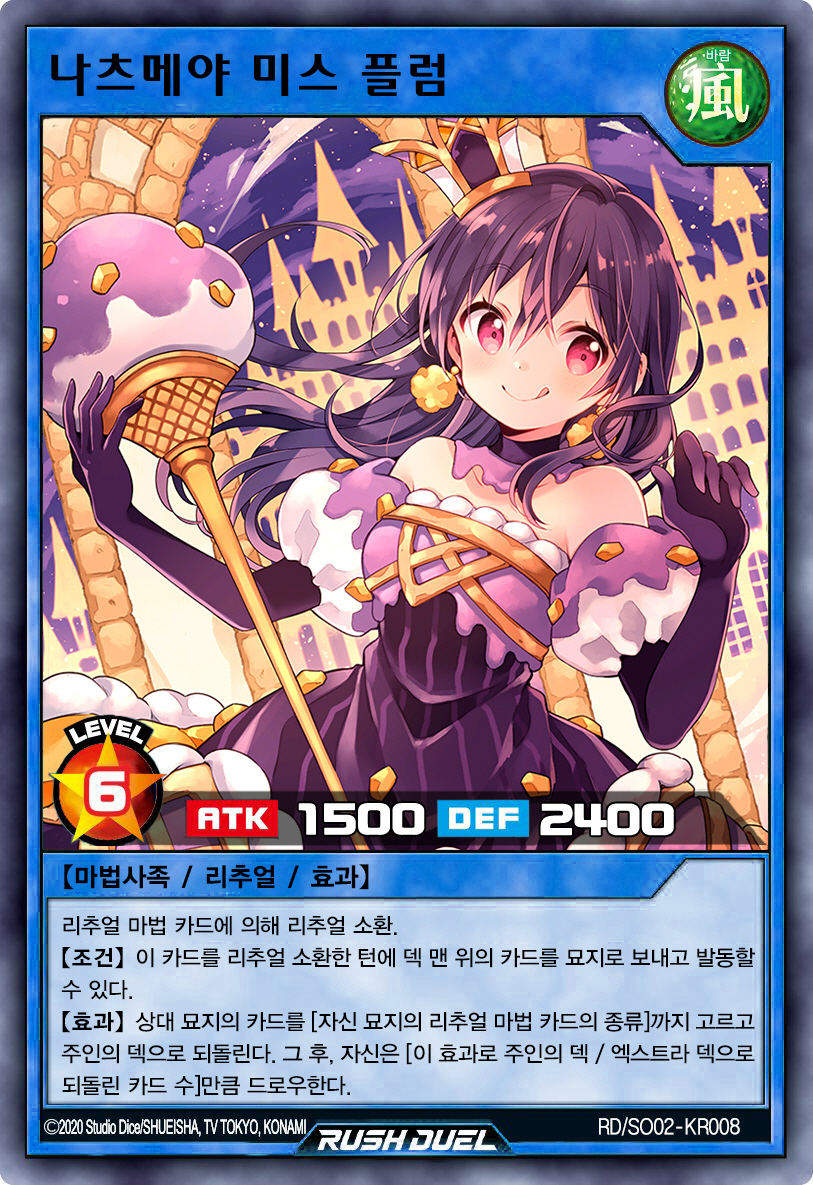 나츠메야 미스 플럼
바람
風
LEVEL
6
ATK 1500 DEF 2400
【마법사족 / 리추얼 / 효과】
리추얼 마법 카드에 의해 리추얼 소환.
【조건】 이 카드를 리추얼 소환한 턴에 덱 맨 위의 카드를 묘지로 보내고 발동할
수 있다.
【효과】 상대 묘지의 카드를 [자신 묘지의 리추얼 마법 카드의 종류]까지 고르고
주인의 덱으로 되돌린다. 그 후, 자신은 [이 효과로 주인의 덱 / 엑스트라 덱으로
되돌린 카드 수]만큼 드로우한다.
©2020 Studio Dice/SHUEISHA, TV TOKYO, KONAMI
RUSH DUEL
RD/SO02-KR008